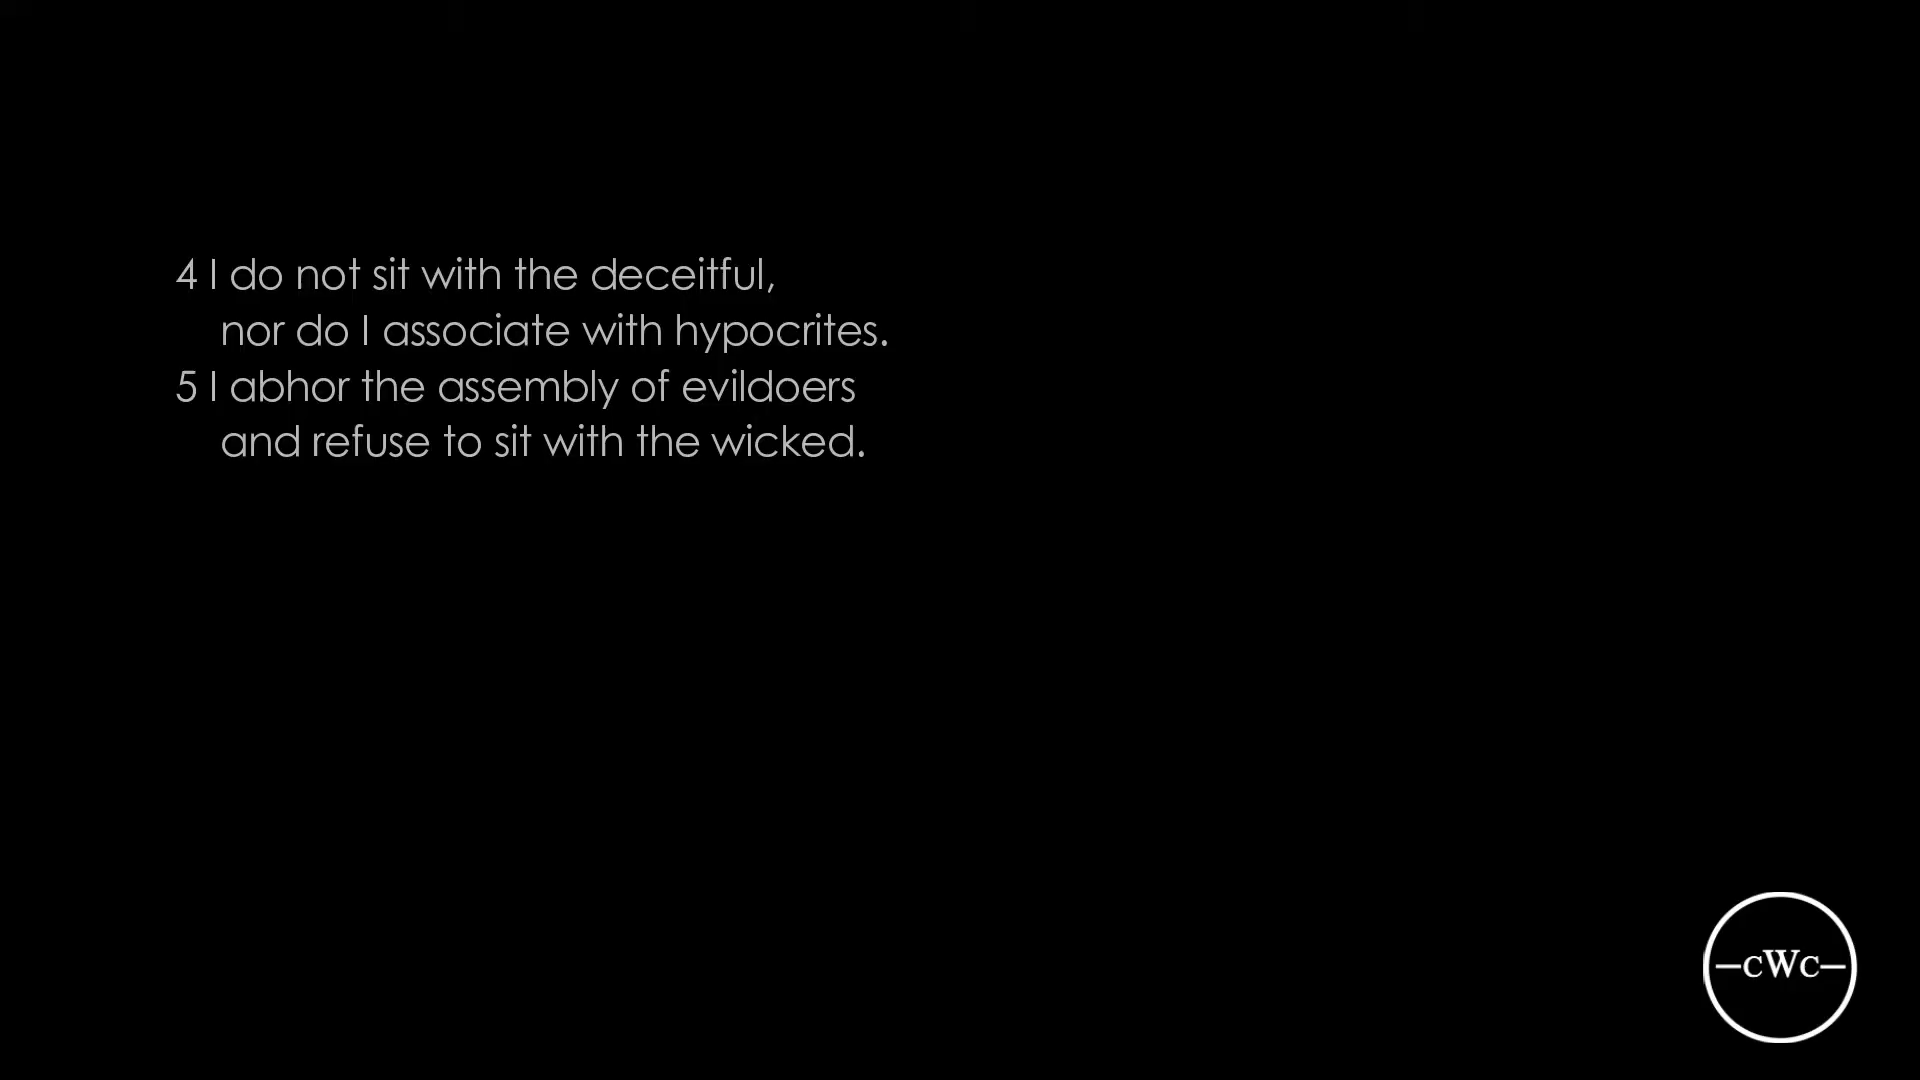 4 I do not sit with the deceitful,
nor do I associate with hypocrites.
5 I abhor the assembly of evildoers
and refuse to sit with the wicked.
cWc